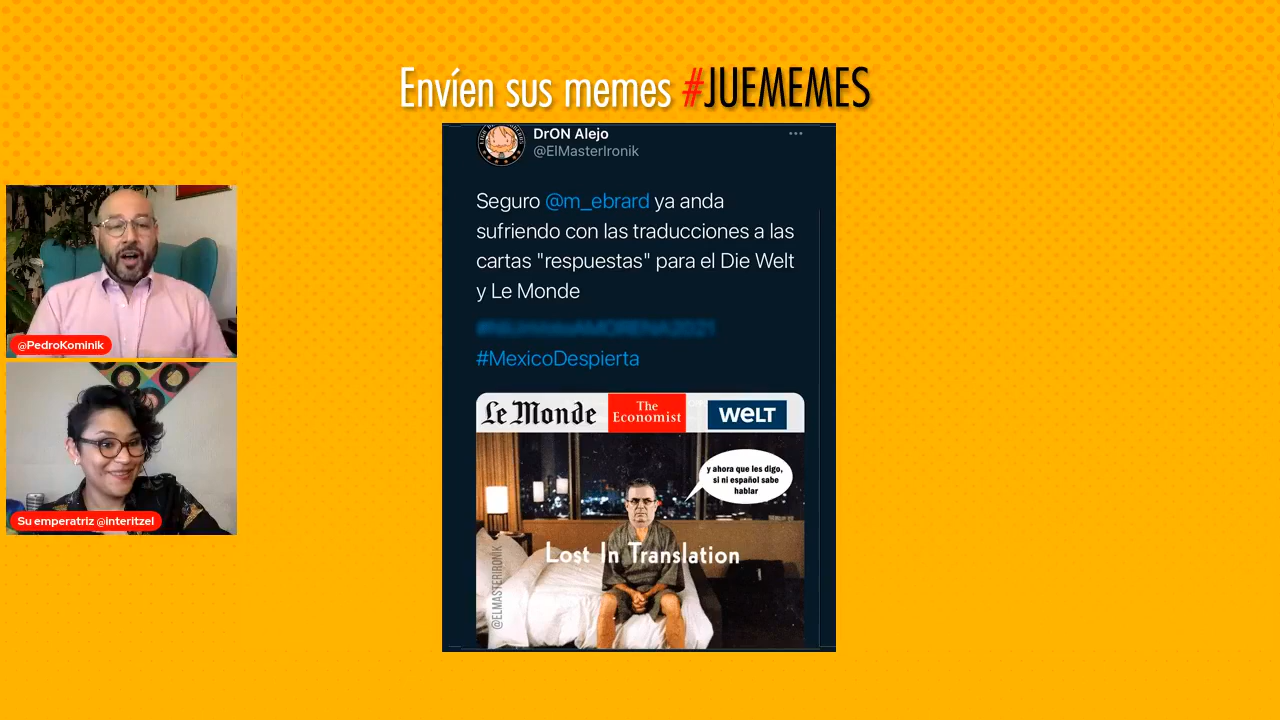 Envíen sus memes #JUEMEMES
DrON Alejo
@ElMasterIronik
Seguro @m_ebrard ya anda
sufriendo con las traducciones a las
cartas "respuestas" para el Die Welt
y Le Monde
#MexicoDespierta
Le Monde
The
Economist
WELT
y ahora que les digo,
si ni español sabe
hablar
Lost In Translation
@ELMASTERIRONIK
@PedroKominik
Su emperatriz @interitzel